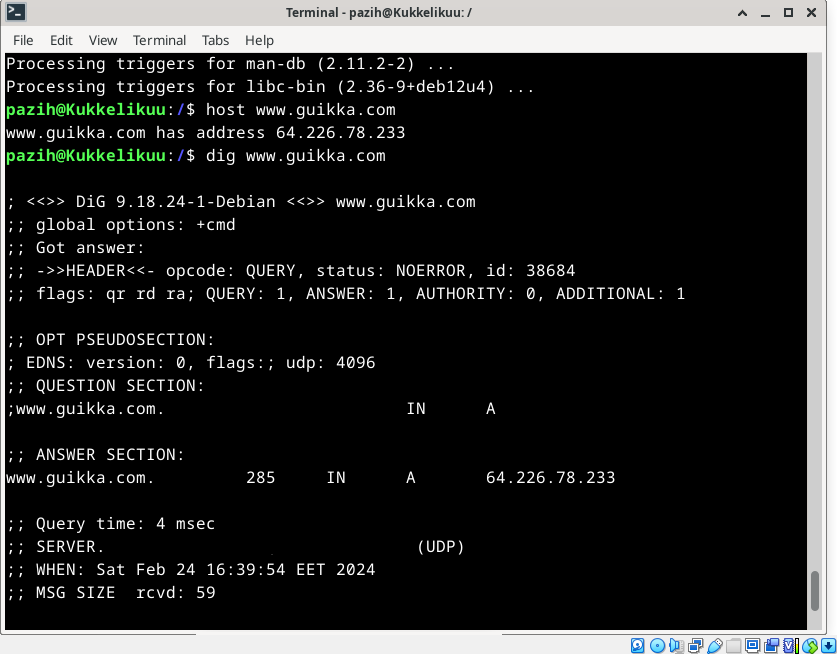 Terminal - pazih@Kukkelikuu: /
File Edit View Terminal Tabs Help
Processing triggers for man-db (2.11.2-2) ...
Processing triggers for libc-bin (2.36-9+deb12u4) ...
pazih@Kukkelikuu:/$ host www.guikka.com
www.guikka.com has address 64.226.78.233
pazih@Kukkelikuu:/$ dig www.guikka.com
; <<>> DiG 9.18.24-1-Debian <<>> www.guikka.com
;; global options: +cmd
;; Got answer:
;; ->>HEADER<<- opcode: QUERY, status: NOERROR, id: 38684
;; flags: qr rd ra; QUERY: 1, ANSWER: 1, AUTHORITY: 0, ADDITIONAL: 1
;; OPT PSEUDOSECTION:
; EDNS: version: 0, flags:; udp: 4096
;; QUESTION SECTION:
;www.guikka.com. IN A
;; ANSWER SECTION:
www.guikka.com. 285 IN A 64.226.78.233
;; Query time: 4 msec
;; SERVER. (UDP)
;; WHEN: Sat Feb 24 16:39:54 EET 2024
;; MSG SIZE rcvd: 59